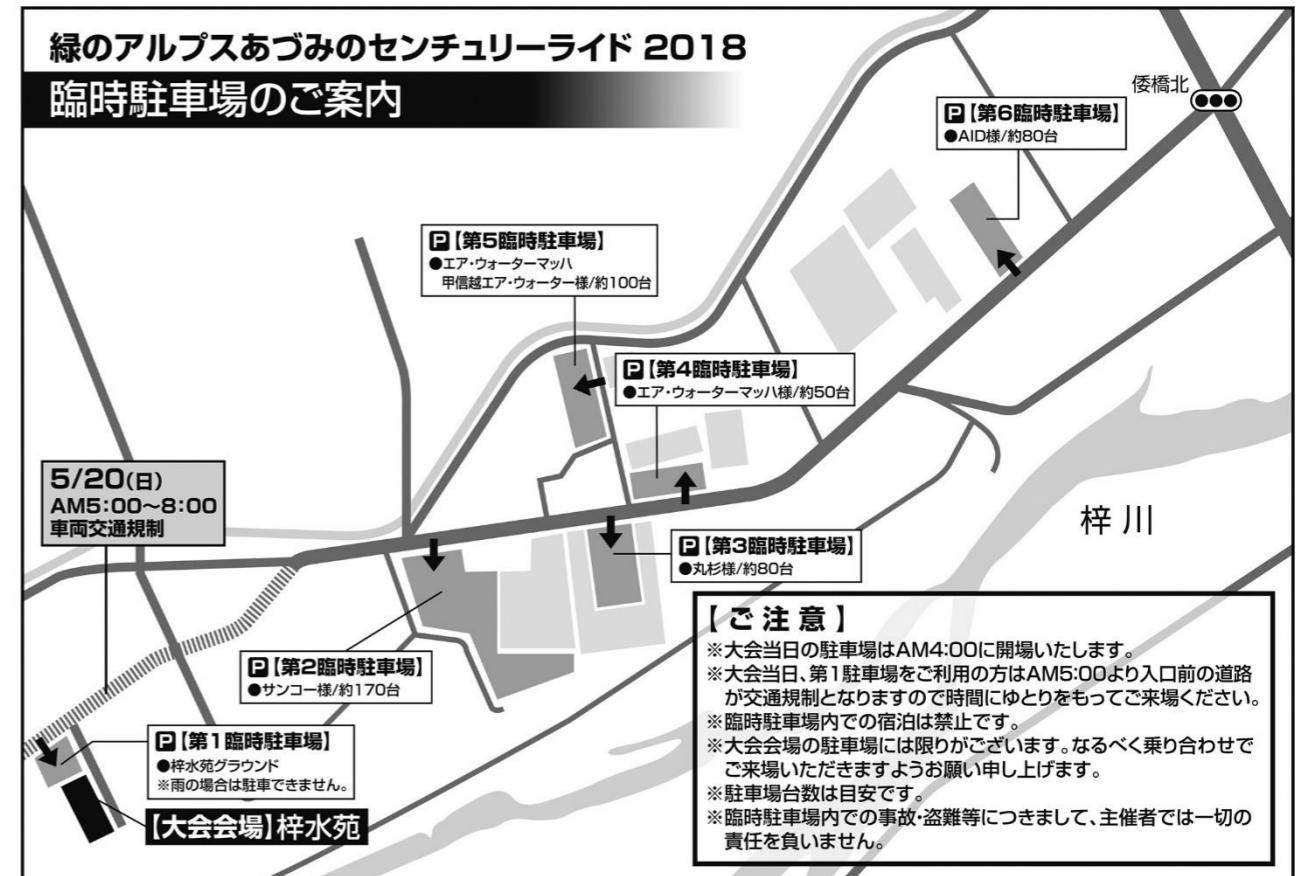 緑のアルプスあづみのセンチュリーライド 2018
臨時駐車場のご案内
倭橋北
P【第6臨時駐車場】
●AID様/約80台
P【第5臨時駐車場】
●エア・ウォーターマッハ
甲信越エア・ウォーター様/約100台
P【第4臨時駐車場】
●エア・ウォーターマッハ様/約50台
5/20(日)
AM5:00～8:00
車両交通規制
梓川
P【第3臨時駐車場】
●丸杉様/約80台
P【第2臨時駐車場】
●サンコー様/約170台
P【第1臨時駐車場】
●梓水苑グラウンド
※雨の場合は駐車できません。
【大会会場】梓水苑
【ご注意】
※大会当日の駐車場はAM4:00に開場いたします。
※大会当日、第1駐車場をご利用の方はAM5:00より入口前の道路
が交通規制となりますので時間にゆとりをもってご来場ください。
※臨時駐車場内での宿泊は禁止です。
※大会会場の駐車場には限りがございます。なるべく乗り合わせで
ご来場いただきますようお願い申し上げます。
※駐車場台数は目安です。
※臨時駐車場内での事故・盗難等につきまして、主催者では一切の
責任を負いません。